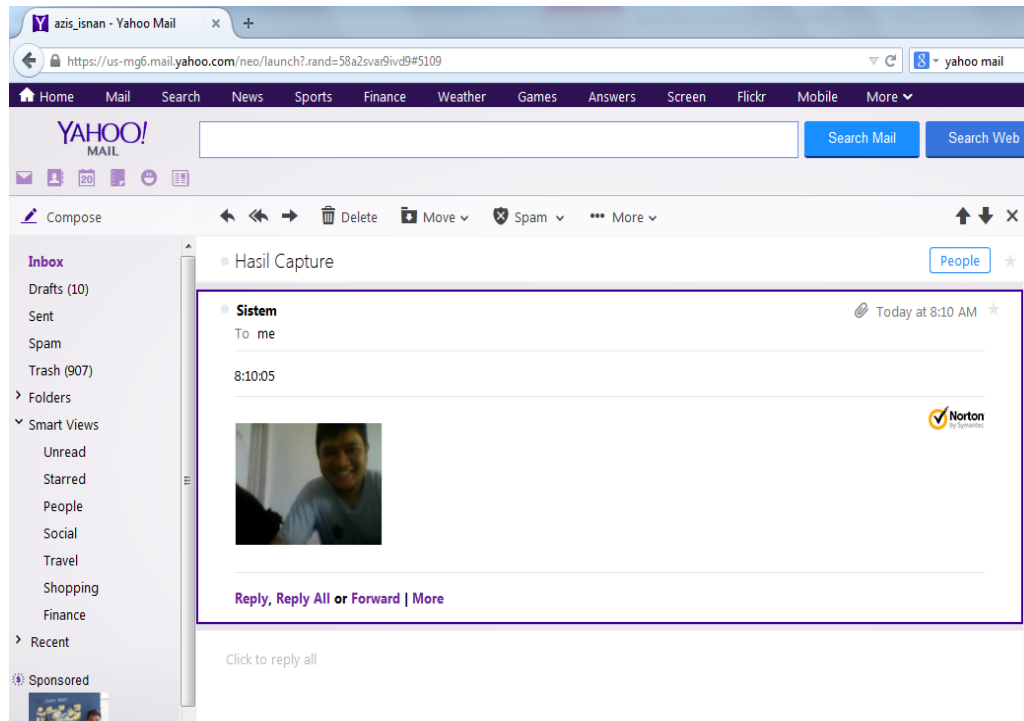 azis_isnan - Yahoo Mail
https://us-mg6.mail.yahoo.com/neo/launch?.rand=58a2svar9ivd9#5109
8 yahoo mail
Home Mail Search News Sports Finance Weather Games Answers Screen Flickr Mobile More
YAHOO!
MAIL
Search Mail Search Web
20
Compose
Delete Move Spam More
Inbox
Drafts (10)
Sent
Spam
Trash (907)
Folders
Smart Views
Unread
Starred
People
Social
Travel
Shopping
Finance
Recent
Sponsored
Hasil Capture
People
Sistem
Today at 8:10 AM
To me
8:10:05
Norton
by Symantec
Reply, Reply All or Forward | More
Click to reply all